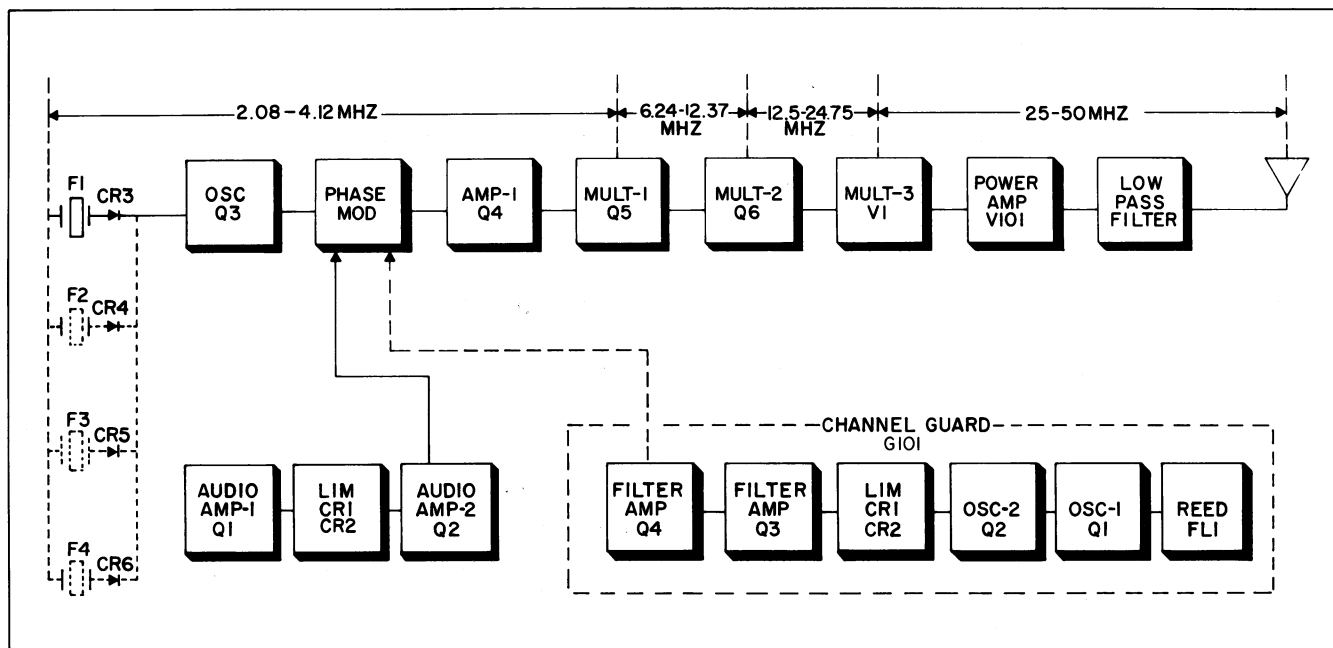 2.08-4.12 MHZ
6.24-12.37
MHZ
12.5-24.75
MHZ
25-50 MHZ
F1
CR3
OSC
Q3
PHASE
MOD
AMP-1
Q4
MULT-1
Q5
MULT-2
Q6
MULT-3
V1
POWER
AMP
V101
LOW
PASS
FILTER
F2
CR4
F3
CR5
F4
CR6
AUDIO
AMP-1
Q1
LIM
CR1
CR2
AUDIO
AMP-2
Q2
CHANNEL GUARD
G101
FILTER
AMP
Q4
FILTER
AMP
Q3
LIM
CR1
CR2
OSC-2
Q2
OSC-1
Q1
REED
FL1